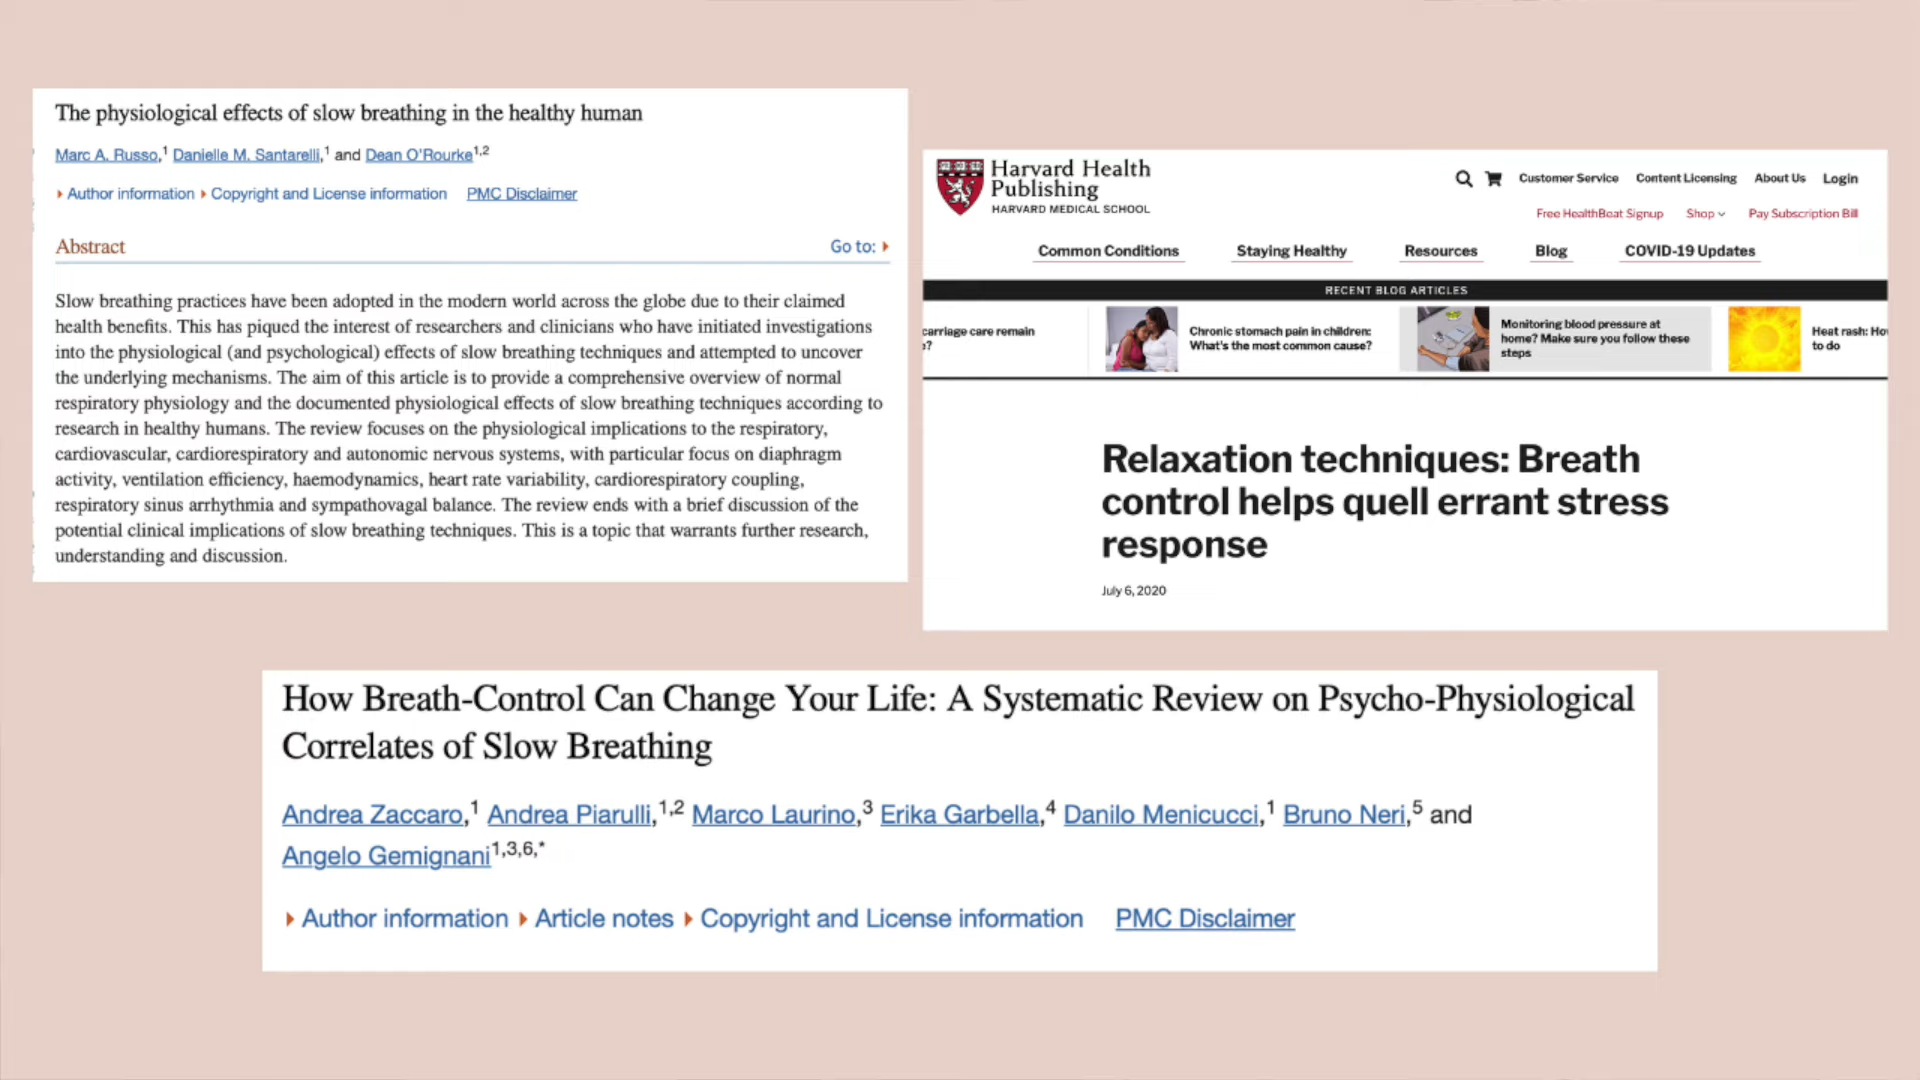 The physiological effects of slow breathing in the healthy human
Marc A. Russo,1 Danielle M. Santarelli,1 and Dean O'Rourke1,2
Author information Copyright and License information PMC Disclaimer
Abstract Go to:
Slow breathing practices have been adopted in the modern world across the globe due to their claimed
health benefits. This has piqued the interest of researchers and clinicians who have initiated investigations
into the physiological (and psychological) effects of slow breathing techniques and attempted to uncover
the underlying mechanisms. The aim of this article is to provide a comprehensive overview of normal
respiratory physiology and the documented physiological effects of slow breathing techniques according to
research in healthy humans. The review focuses on the physiological implications to the respiratory,
cardiovascular, cardiorespiratory and autonomic nervous systems, with particular focus on diaphragm
activity, ventilation efficiency, haemodynamics, heart rate variability, cardiorespiratory coupling,
respiratory sinus arrhythmia and sympathovagal balance. The review ends with a brief discussion of the
potential clinical implications of slow breathing techniques. This is a topic that warrants further research,
understanding and discussion.
Harvard Health
Publishing
HARVARD MEDICAL SCHOOL
Customer Service Content Licensing About Us Login
Free HealthBeat Signup Shop Pay Subscription Bill
Common Conditions Staying Healthy Resources Blog COVID-19 Updates
RECENT BLOG ARTICLES
carriage care remain
?
Chronic stomach pain in children:
What's the most common cause?
Monitoring blood pressure at
home? Make sure you follow these
steps
Heat rash: Ho
to do
Relaxation techniques: Breath
control helps quell errant stress
response
July 6, 2020
How Breath-Control Can Change Your Life: A Systematic Review on Psycho-Physiological
Correlates of Slow Breathing
Andrea Zaccaro,1 Andrea Piarulli,1,2 Marco Laurino,3 Erika Garbella,4 Danilo Menicucci,1 Bruno Neri,5 and
Angelo Gemignani1,3,6,*
Author information Article notes Copyright and License information PMC Disclaimer